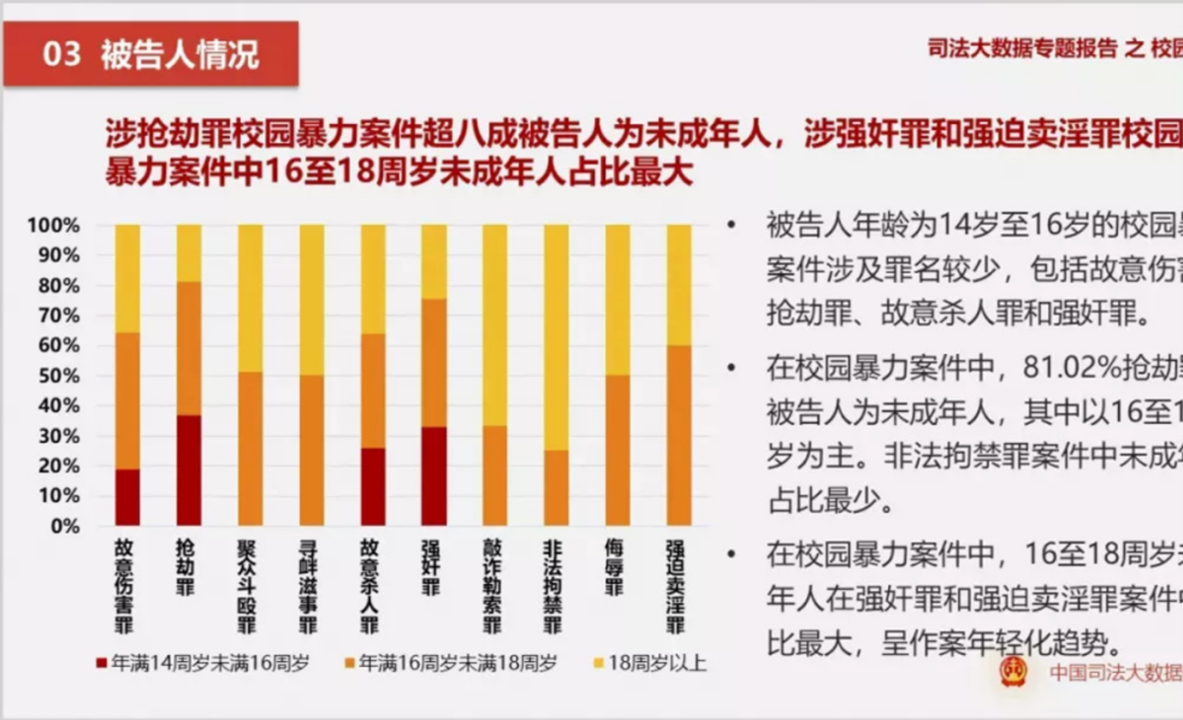 03 被告人情况
司法大数据专题报告 之 校园
涉抢劫罪校园暴力案件超八成被告人为未成年人，涉强奸罪和强迫卖淫罪校园
暴力案件中16至18周岁未成年人占比最大
100%
90%
80%
70%
60%
50%
40%
30%
20%
10%
0%
故意伤害罪
抢劫罪
聚众斗殴罪
寻衅滋事罪
故意杀人罪
强奸罪
敲诈勒索罪
非法拘禁罪
侮辱罪
强迫卖淫罪
年满14周岁未满16周岁
年满16周岁未满18周岁
18周岁以上
• 被告人年龄为14岁至16岁的校园暴
案件涉及罪名较少，包括故意伤害
抢劫罪、故意杀人罪和强奸罪。
• 在校园暴力案件中，81.02%抢劫罪
被告人为未成年人，其中以16至1
岁为主。非法拘禁罪案件中未成年
占比最少。
• 在校园暴力案件中，16至18周岁未
年人在强奸罪和强迫卖淫罪案件中
比最大，呈作案年轻化趋势。
中国司法大数据